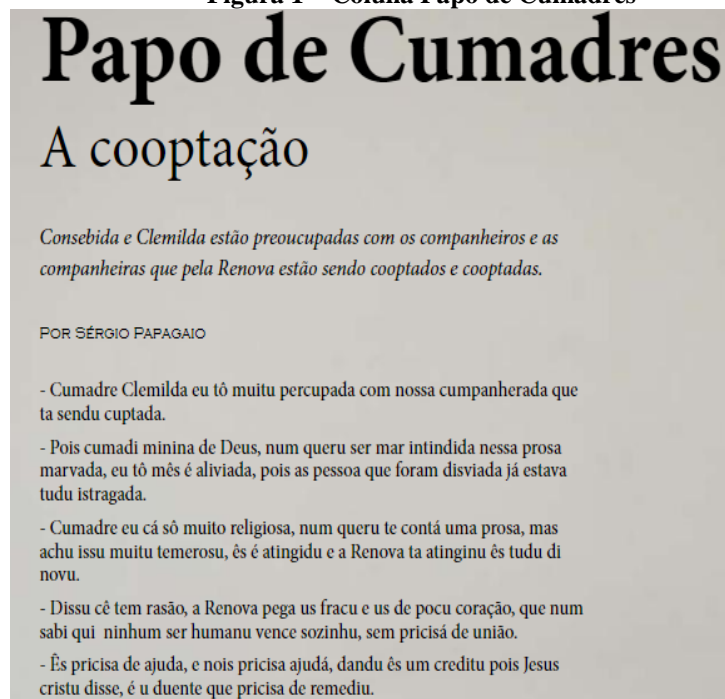 Figura 1 – Coluna Papo de Cumadres
Papo de Cumadres
A cooptação
Consebida e Clemilda estão preoucupadas com os companheiros e as
companheiras que pela Renova estão sendo cooptados e cooptadas.
Por Sérgio Papagaio
- Cumadre Clemilda eu tô muitu percupada com nossa cumpanherada que
ta sendu cuptada.
- Pois cumadi minina de Deus, num queru ser mar intindida nessa prosa
marvada, eu tô mês é aliviada, pois as pessoa que foram disviada já estava
tudu istragada.
- Cumadre eu cá sô muito religiosa, num queru te contá uma prosa, mas
achu issu muitu temerosu, ês é atingidu e a Renova ta atinginu ês tudu di
novu.
- Dissu cê tem rasão, a Renova pega us fracu e us de pocu coração, que num
sabi qui ninhum ser humanu vence sozinhu, sem pricisá de união.
- Ês pricisa de ajuda, e nois pricisa ajudá, dandu ês um creditu pois Jesus
cristu disse, é u duente que pricisa de remediu.